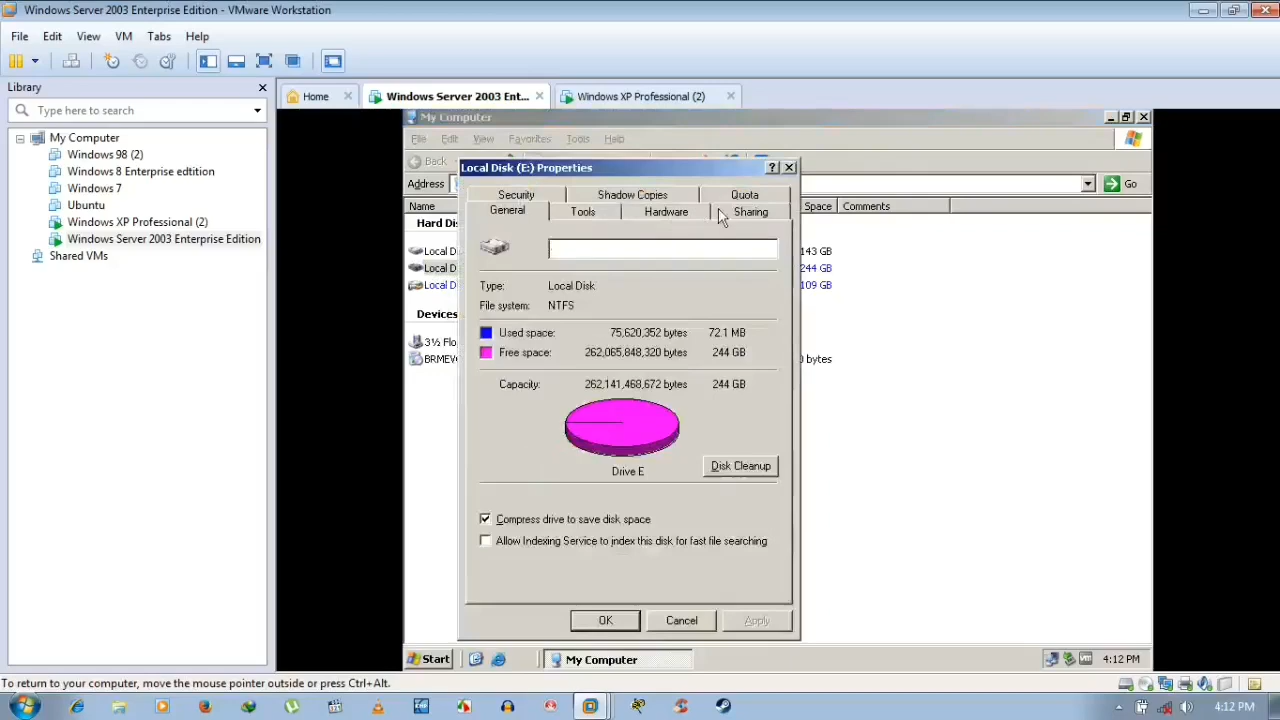 Windows Server 2003 Enterprise Edition - VMware Workstation
File Edit View VM Tabs Help
Library
Type here to search
My Computer
Windows 98 (2)
Windows 8 Enterprise edtition
Windows 7
Ubuntu
Windows XP Professional (2)
Windows Server 2003 Enterprise Edition
Shared VMs
Home
Windows Server 2003 Ent...
Windows XP Professional (2)
My Computer
File Edit View Favorites Tools Help
Back
Address
Go
Name
Space
Comments
Hard Di
Local D
143 GB
Local D
244 GB
Local D
109 GB
Devices
3½ Flo
BRMEV
0 bytes
Local Disk (E:) Properties
Security Shadow Copies Quota
General Tools Hardware Sharing
Type: Local Disk
File system: NTFS
Used space: 75,620,352 bytes 72.1 MB
Free space: 262,065,848,320 bytes 244 GB
Capacity: 262,141,468,672 bytes 244 GB
Drive E
Disk Cleanup
Compress drive to save disk space
Allow Indexing Service to index this disk for fast file searching
OK Cancel Apply
Start
My Computer
4:12 PM
To return to your computer, move the mouse pointer outside or press Ctrl+Alt.
4:12 PM